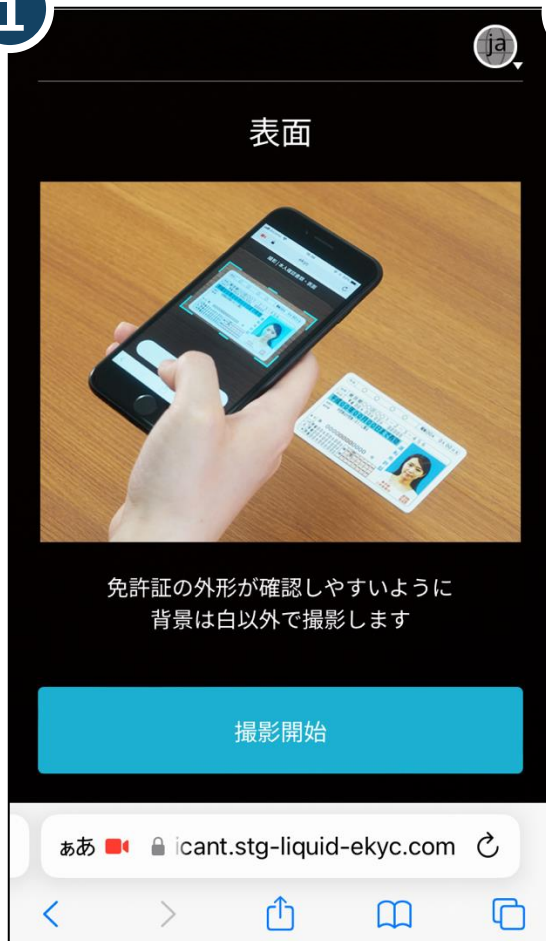 1
ja
表面
免許証の外形が確認しやすいように
背景は白以外で撮影します
撮影開始
ぁあ icant.stg-liquid-ekyc.com